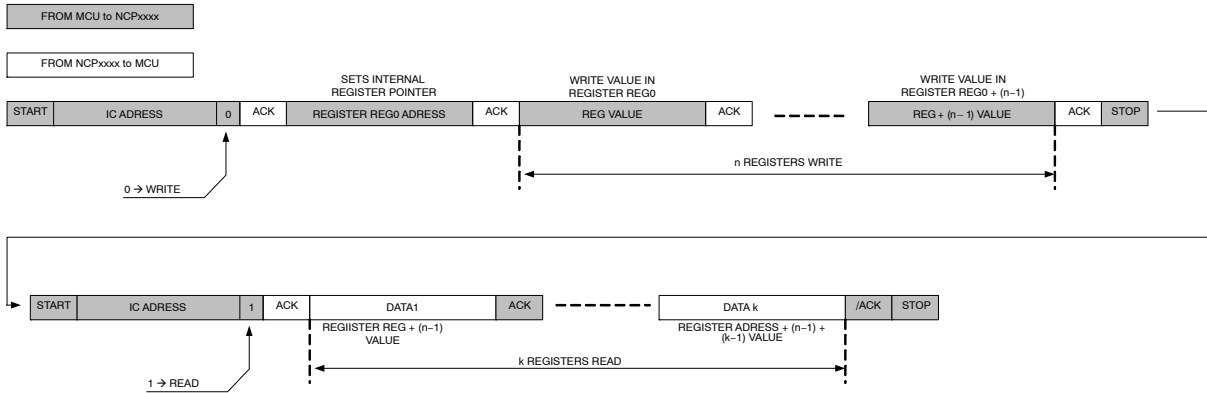 FROM MCU to NCPxxxx
FROM NCPxxxx to MCU
SETS INTERNAL
REGISTER POINTER
WRITE VALUE IN
REGISTER REG0
WRITE VALUE IN
REGISTER REG0 + (n−1)
START IC ADRESS 0 ACK REGISTER REG0 ADRESS ACK REG VALUE ACK REG + (n− 1) VALUE ACK STOP
n REGISTERS WRITE
0 → WRITE
START IC ADRESS 1 ACK DATA1 ACK DATA k /ACK STOP
REGIISTER REG + (n−1)
VALUE
REGISTER ADRESS + (n−1) +
(k−1) VALUE
k REGISTERS READ
1 → READ